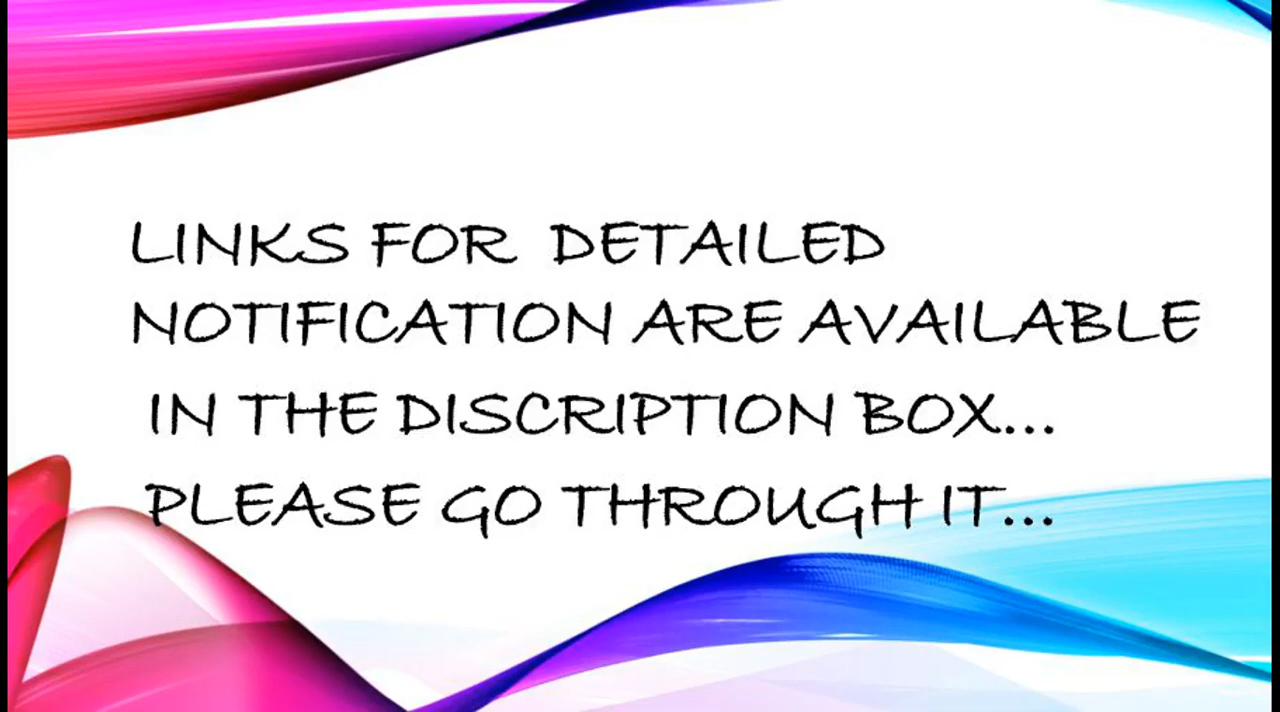 LINKS FOR DETAILED
NOTIFICATION ARE AVAILABLE
IN THE DISCRIPTION BOX...
PLEASE GO THROUGH IT...